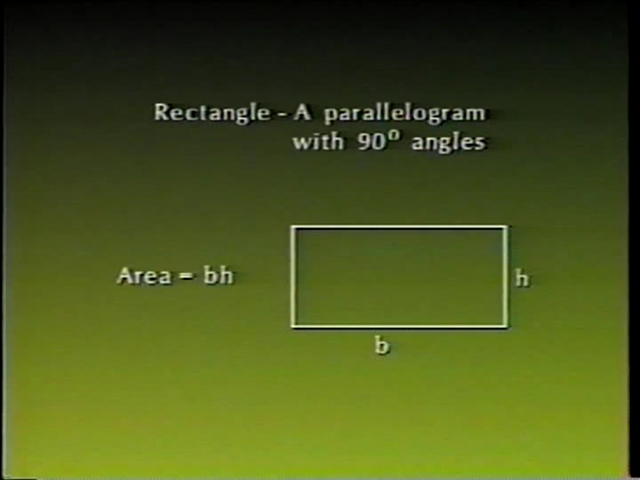 Rectangle - A parallelogram
with 90° angles
Area = bh
h
b